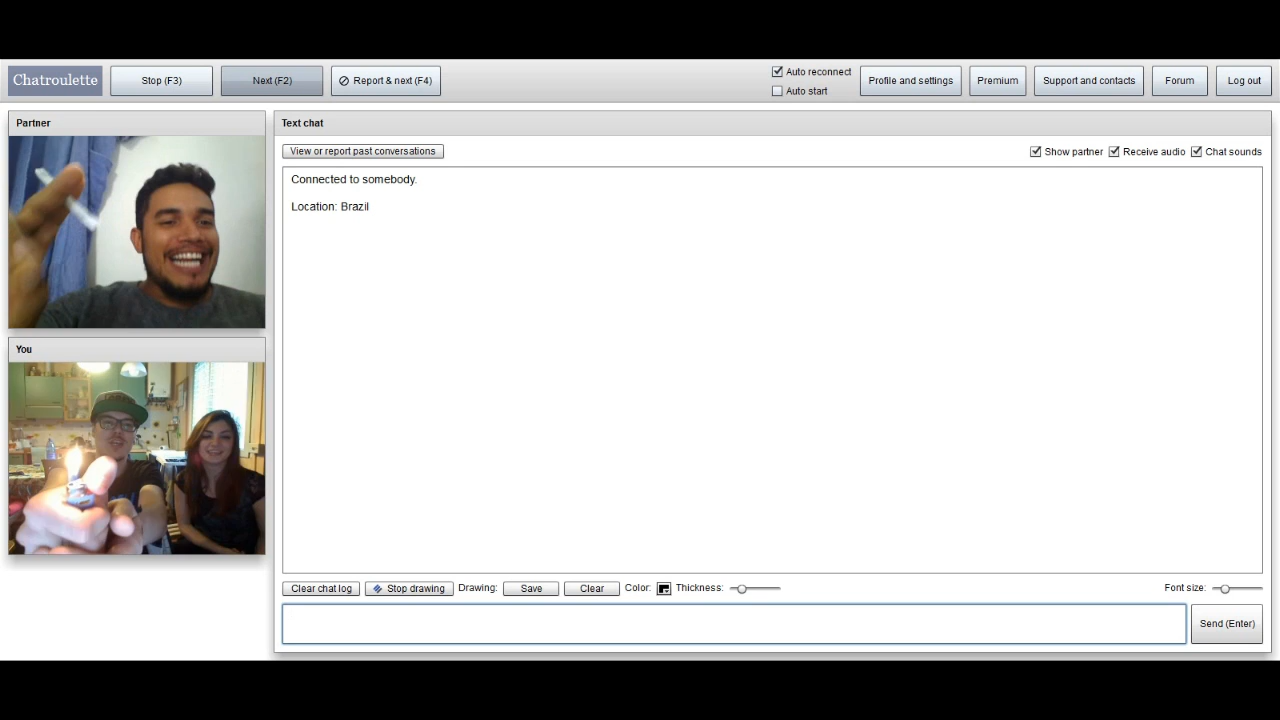 Chatroulette
Stop (F3)
Next (F2)
Report & next (F4)
Auto reconnect
Auto start
Profile and settings
Premium
Support and contacts
Forum
Log out
Partner
You
Text chat
View or report past conversations
Show partner
Receive audio
Chat sounds
Connected to somebody.
Location: Brazil
Clear chat log
Stop drawing
Drawing:
Save
Clear
Color:
Thickness:
Font size:
Send (Enter)